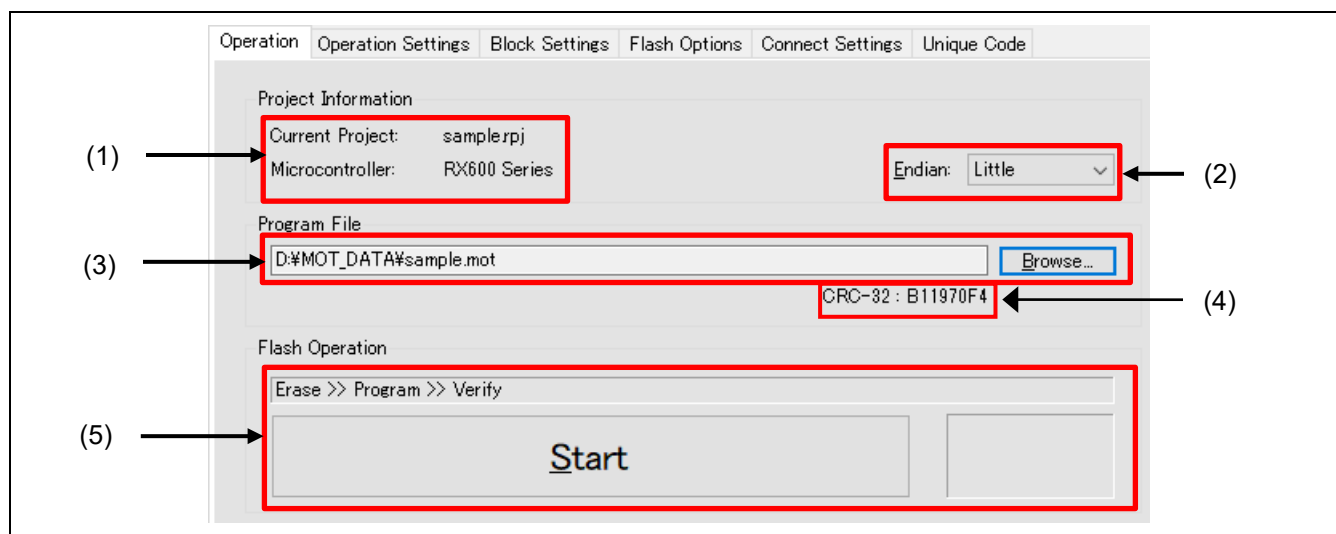 Operation Operation Settings Block Settings Flash Options Connect Settings Unique Code
Project Information
(1) Current Project: sample.rpj
Microcontroller: RX600 Series Endian: Little (2)
Program File
(3) D:¥MOT_DATA¥sample.mot Browse...
CRC-32 : B11970F4 (4)
Flash Operation
Erase >> Program >> Verify
(5) Start